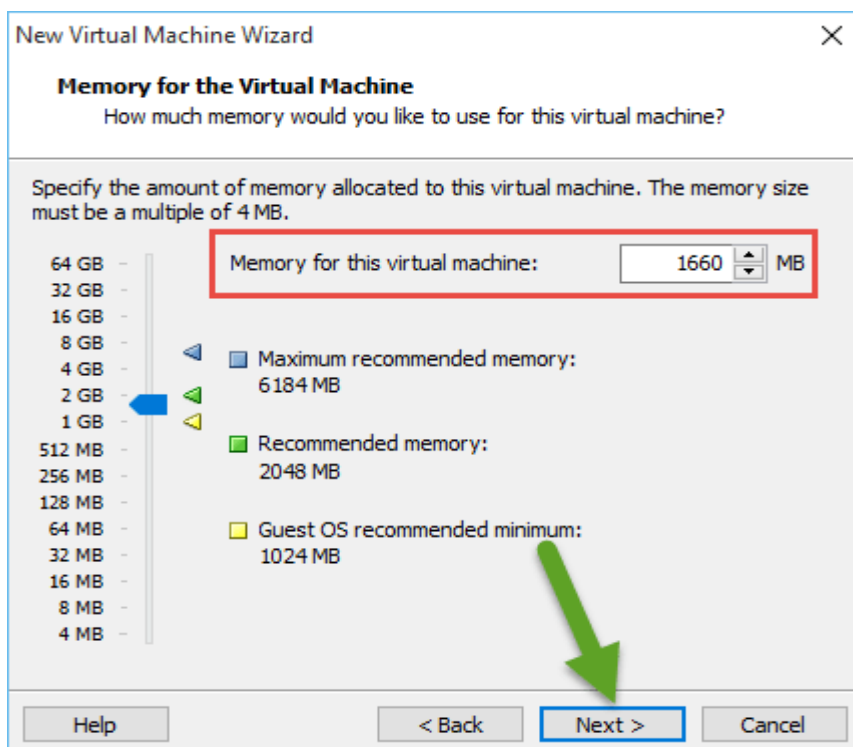 New Virtual Machine Wizard
Memory for the Virtual Machine
How much memory would you like to use for this virtual machine?
Specify the amount of memory allocated to this virtual machine. The memory size
must be a multiple of 4 MB.
Memory for this virtual machine: 1660 MB
64 GB
32 GB
16 GB
8 GB
4 GB
2 GB
1 GB
512 MB
256 MB
128 MB
64 MB
32 MB
16 MB
8 MB
4 MB
Maximum recommended memory:
6184 MB
Recommended memory:
2048 MB
Guest OS recommended minimum:
1024 MB
Help
< Back
Next >
Cancel